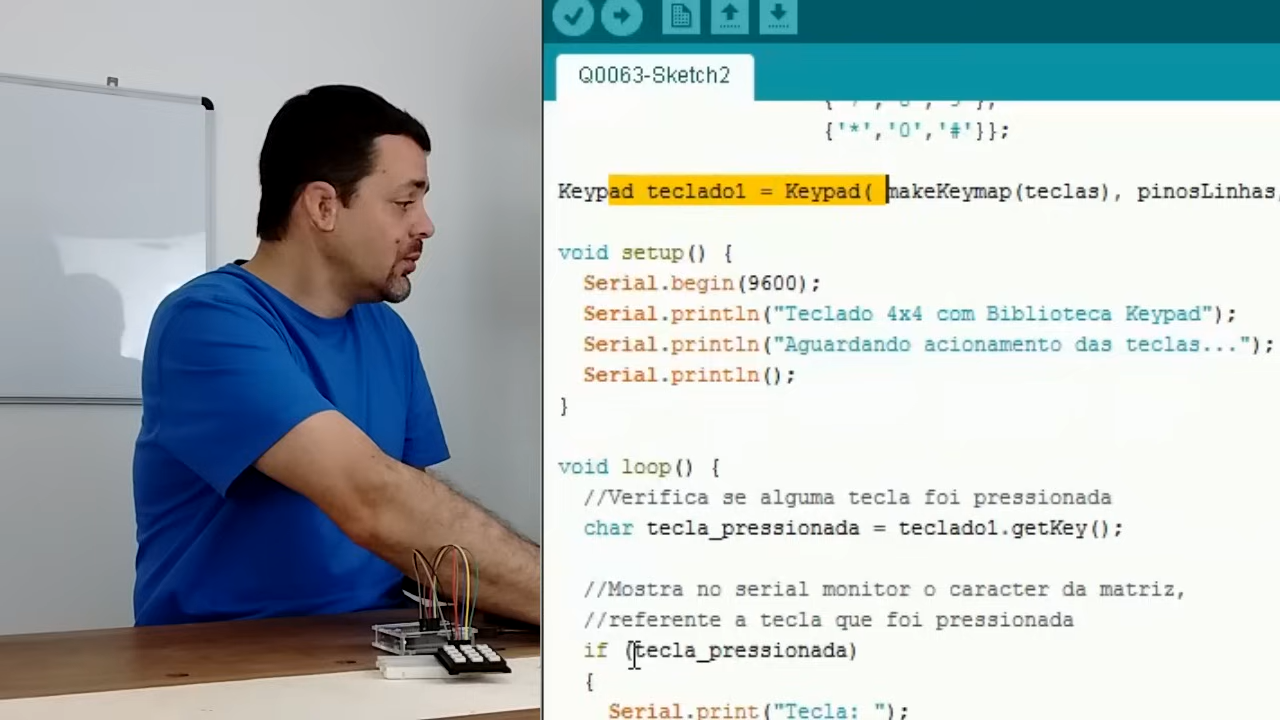 Q0063-Sketch2
{'*','0','#'}};
Keypad teclado1 = Keypad( makeKeymap(teclas), pinosLinhas,
void setup() {
Serial.begin(9600);
Serial.println("Teclado 4x4 com Biblioteca Keypad");
Serial.println("Aguardando acionamento das teclas...");
Serial.println();
}
void loop() {
//Verifica se alguma tecla foi pressionada
char tecla_pressionada = teclado1.getKey();
//Mostra no serial monitor o caracter da matriz,
//referente a tecla que foi pressionada
if (tecla_pressionada)
{
Serial.print("Tecla: ");